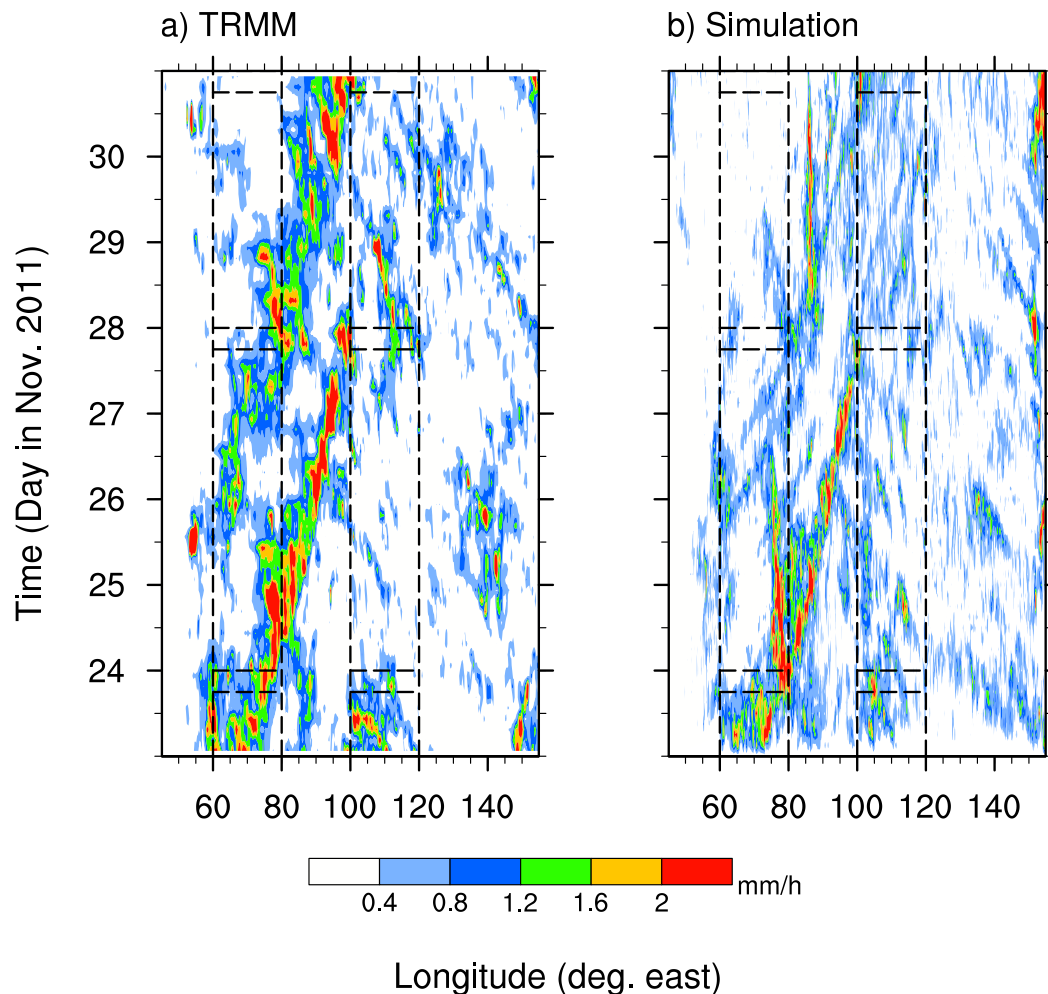 a) TRMM
b) Simulation
Time (Day in Nov. 2011)
30
29
28
27
26
25
24
60 80 100 120 140
60 80 100 120 140
0.4 0.8 1.2 1.6 2 mm/h
Longitude (deg. east)